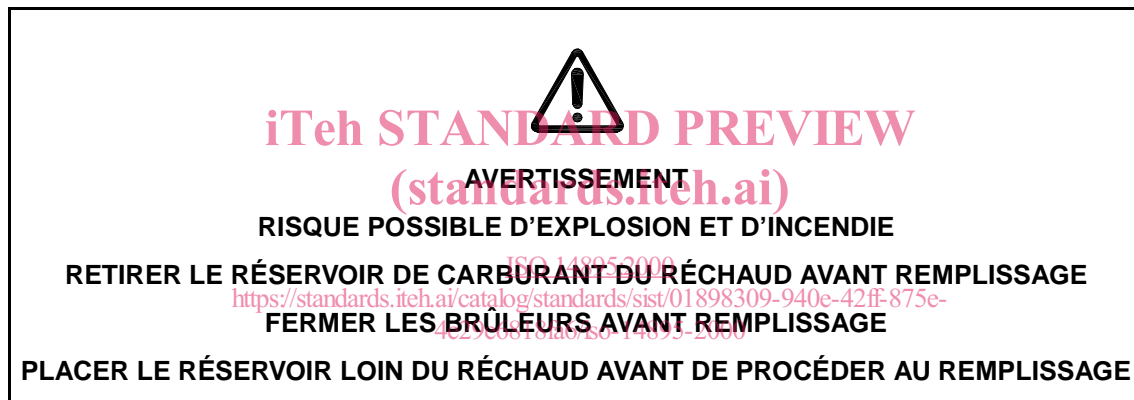 iTeh STANDARD PREVIEW
(standards.iteh.ai)
AVERTISSEMENT
RISQUE POSSIBLE D’EXPLOSION ET D’INCENDIE
ISO 14895:2000
RETIRER LE RÉSERVOIR DE CARBURANT DU RÉCHAUD AVANT REMPLISSAGE
https://standards.iteh.ai/catalog/standards/sist/01898309-940e-42ff-875e-
FERMER LES BRÛLEURS AVANT REMPLISSAGE
PLACER LE RÉSERVOIR LOIN DU RÉCHAUD AVANT DE PROCÉDER AU REMPLISSAGE